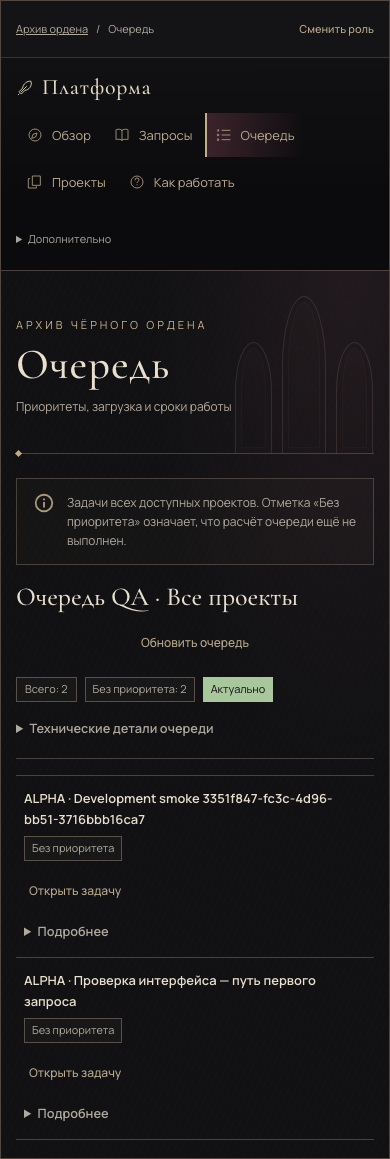 Архив ордена / Очередь Сменить роль
Платформа
Обзор Запросы Очередь
Проекты Как работать
Дополнительно
АРХИВ ЧЁРНОГО ОРДЕНА
Очередь
Приоритеты, загрузка и сроки работы
Задачи всех доступных проектов. Отметка «Без
приоритета» означает, что расчёт очереди ещё не
выполнен.
Очередь QA · Все проекты
Обновить очередь
Всего: 2 Без приоритета: 2 Актуально
Технические детали очереди
ALPHA · Development smoke 3351f847-fc3c-4d96-
bb51-3716bbb16ca7
Без приоритета
Открыть задачу
Подробнее
ALPHA · Проверка интерфейса — путь первого
запроса
Без приоритета
Открыть задачу
Подробнее